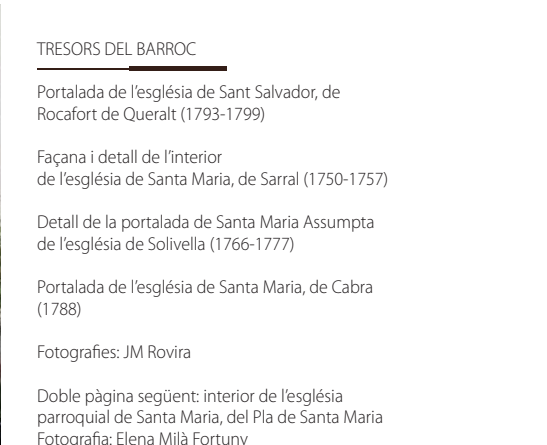 TRESORS DEL BARROC
Portalada de l'església de Sant Salvador, de
Rocafort de Queralt (1793-1799)
Façana i detall de l'interior
de l'església de Santa Maria, de Sarral (1750-1757)
Detall de la portalada de Santa Maria Assumpta
de l'església de Solivella (1766-1777)
Portalada de l'església de Santa Maria, de Cabra
(1788)
Fotografies: JM Rovira
Doble pàgina següent: interior de l'església
parroquial de Santa Maria, del Pla de Santa Maria
Fotografia: Elena Milà Fortuny